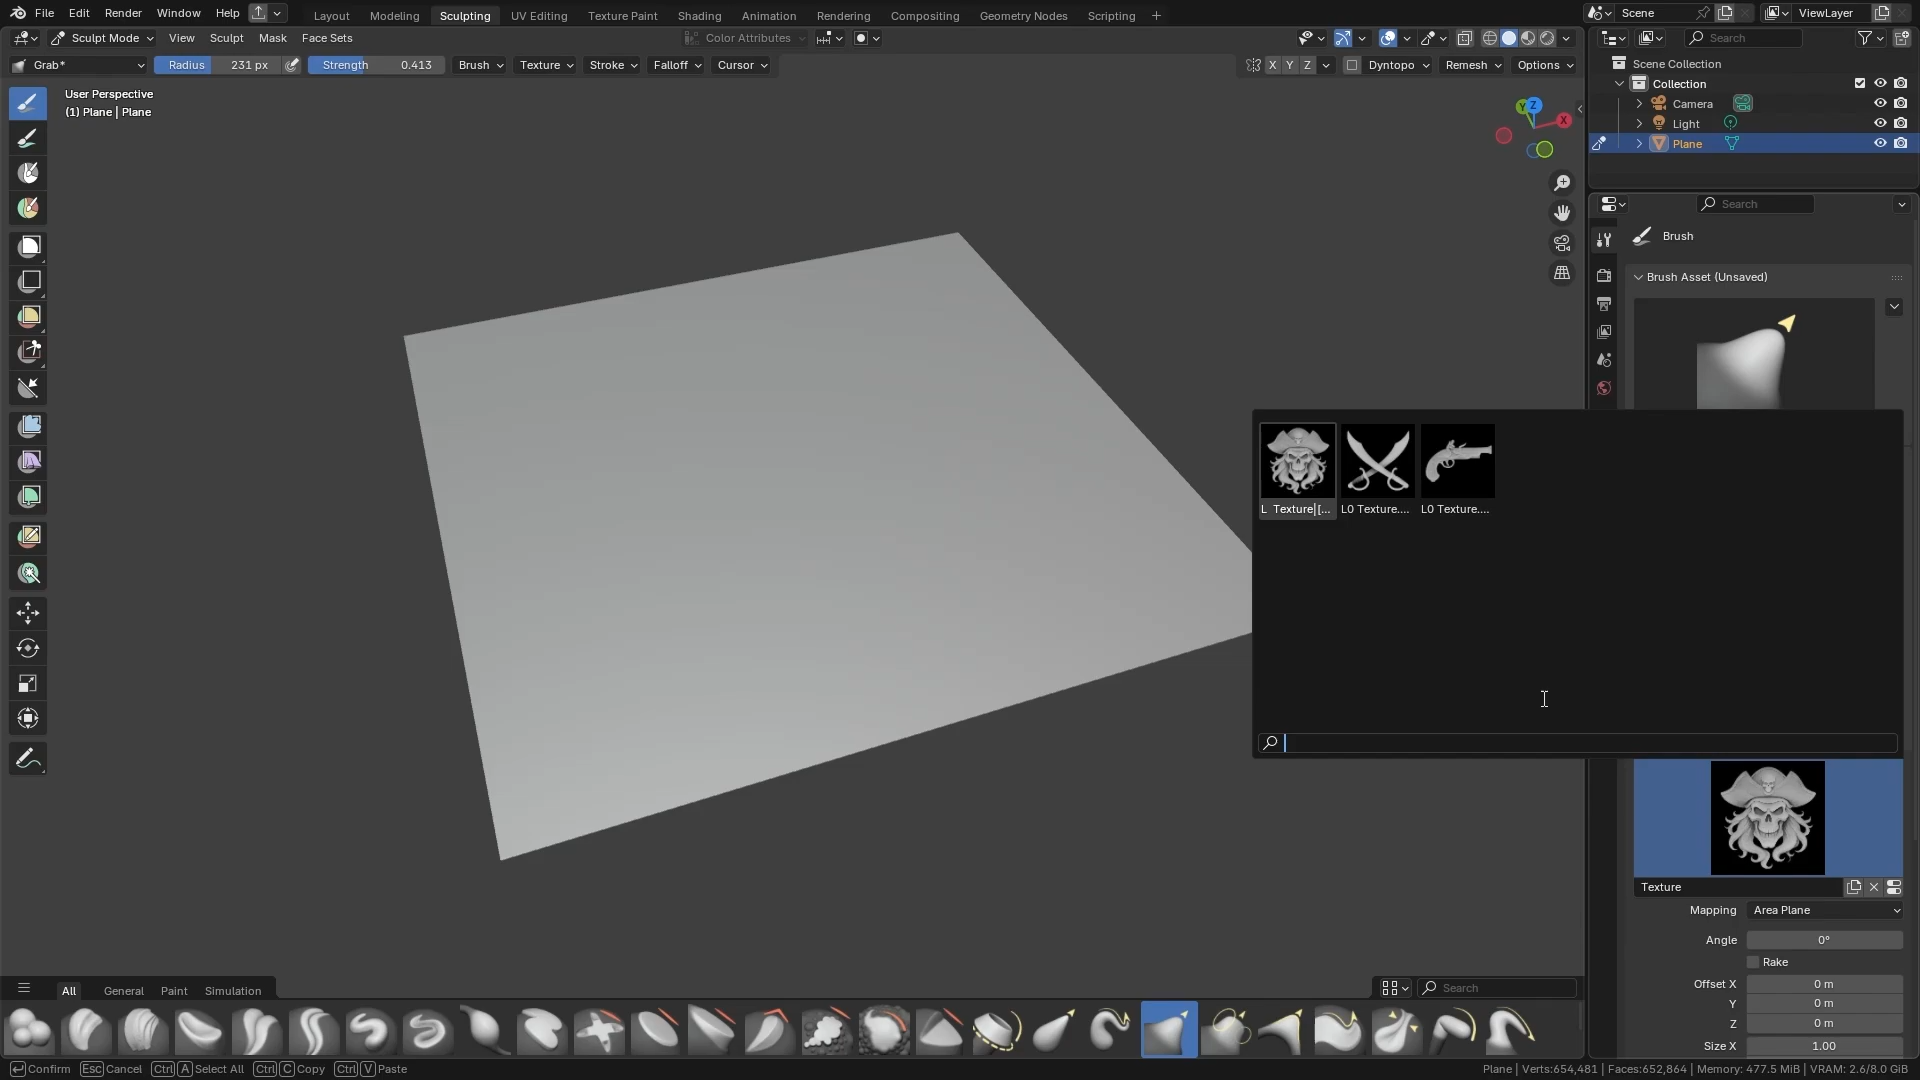 File Edit Render Window Help
Layout Modeling Sculpting UV Editing Texture Paint Shading Animation Rendering Compositing Geometry Nodes Scripting
Scene
ViewLayer
Sculpt Mode View Sculpt Mask Face Sets
Color Attributes
Search
Grab*
Radius 231 px
Strength 0.413
Brush Texture Stroke Falloff Cursor
X Y Z
Dyntopo Remesh Options
Scene Collection
Collection
Camera
Light
Plane
User Perspective
(1) Plane | Plane
Y Z X
Search
Brush
Brush Asset (Unsaved)
L Texture|[...
L0 Texture....
L0 Texture....
Texture
Mapping Area Plane
Angle 0°
Rake
Offset X 0 m
Y 0 m
Z 0 m
Size X 1.00
All General Paint Simulation
Search
Confirm Esc Cancel Ctrl A Select All Ctrl C Copy Ctrl V Paste
Plane | Verts:654,481 | Faces:652,864 | Memory: 477.5 MiB | VRAM: 2.6/8.0 GiB